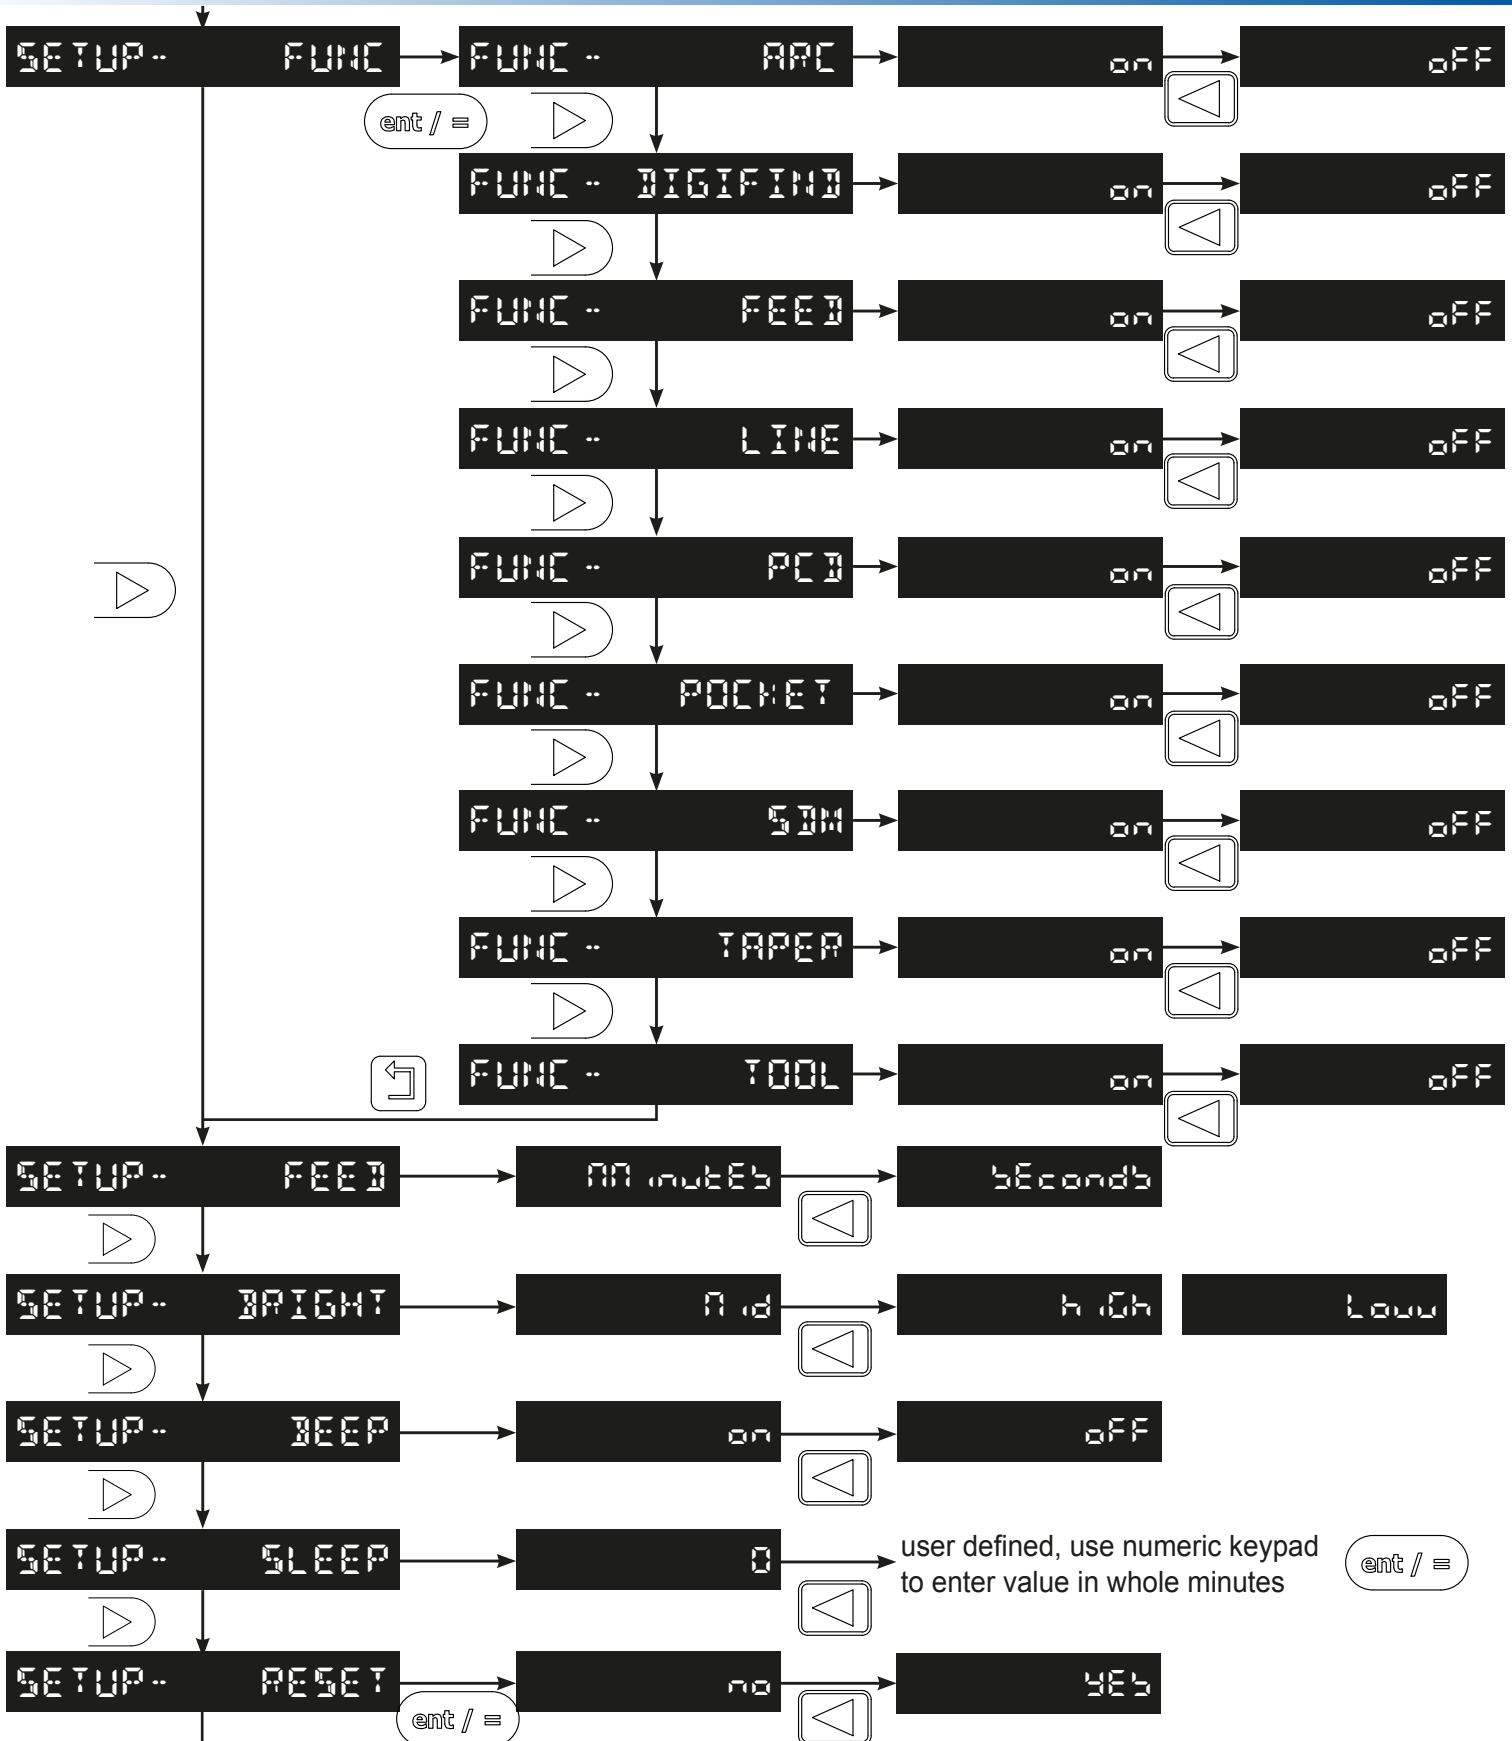 SETUP- FUNC FUNC - ARC on oFF
ent / =
FUNC - DIGIFIND on oFF
FUNC - FEED on oFF
FUNC - LINE on oFF
FUNC - PCD on oFF
FUNC - POCKET on oFF
FUNC - SDM on oFF
FUNC - TAPER on oFF
FUNC - TOOL on oFF
SETUP- FEED MinutES SEcondS
SETUP- BRIGHT Mid hiGh Low
SETUP- BEEP on oFF
SETUP- SLEEP 0 user defined, use numeric keypad
to enter value in whole minutes
ent / =
SETUP- RESET no YES
ent / =